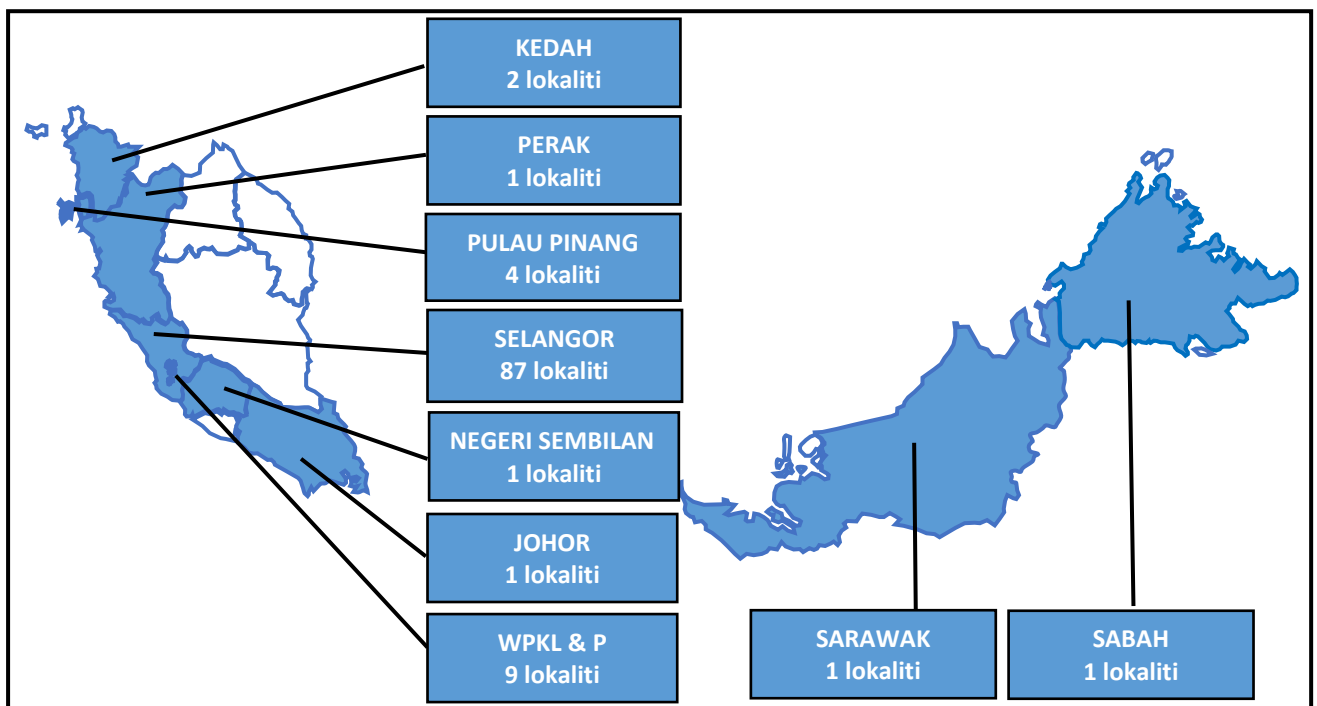 KEDAH
2 lokaliti
PERAK
1 lokaliti
PULAU PINANG
4 lokaliti
SELANGOR
87 lokaliti
NEGERI SEMBILAN
1 lokaliti
JOHOR
1 lokaliti
WPKL & P
9 lokaliti
SARAWAK
1 lokaliti
SABAH
1 lokaliti